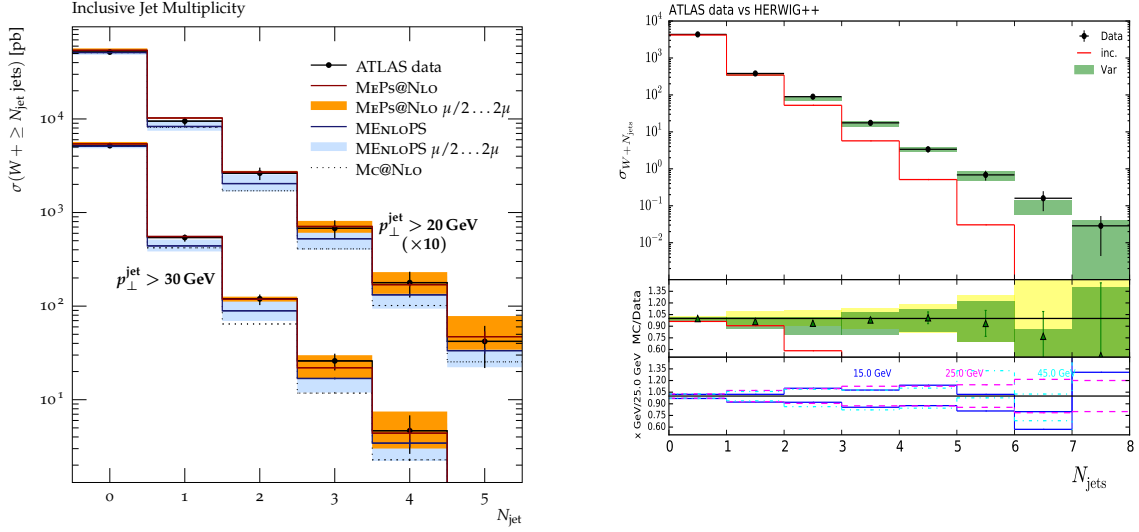 Inclusive Jet Multiplicity
σ(W + ≥ N_jet jets) [pb]
ATLAS data
MEPS@NLO
MEPS@NLO μ/2...2μ
MENLOPS
MENLOPS μ/2...2μ
MC@NLO
p_⊥^jet > 20 GeV
(×10)
p_⊥^jet > 30 GeV
10^4
10^3
10^2
10^1
0 1 2 3 4 5
N_jet
ATLAS data vs HERWIG++
σ_{W+N_jets}
10^4
10^3
10^2
10^1
10^0
10^-1
10^-2
Data
inc.
Var
MC/Data
1.35
1.05
0.90
0.75
0.60
× GeV/25.0 GeV
15.0 GeV 25.0 GeV 45.0 GeV
1.35
1.20
1.05
0.90
0.75
0.60
0 1 2 3 4 5 6 7 8
N_jets